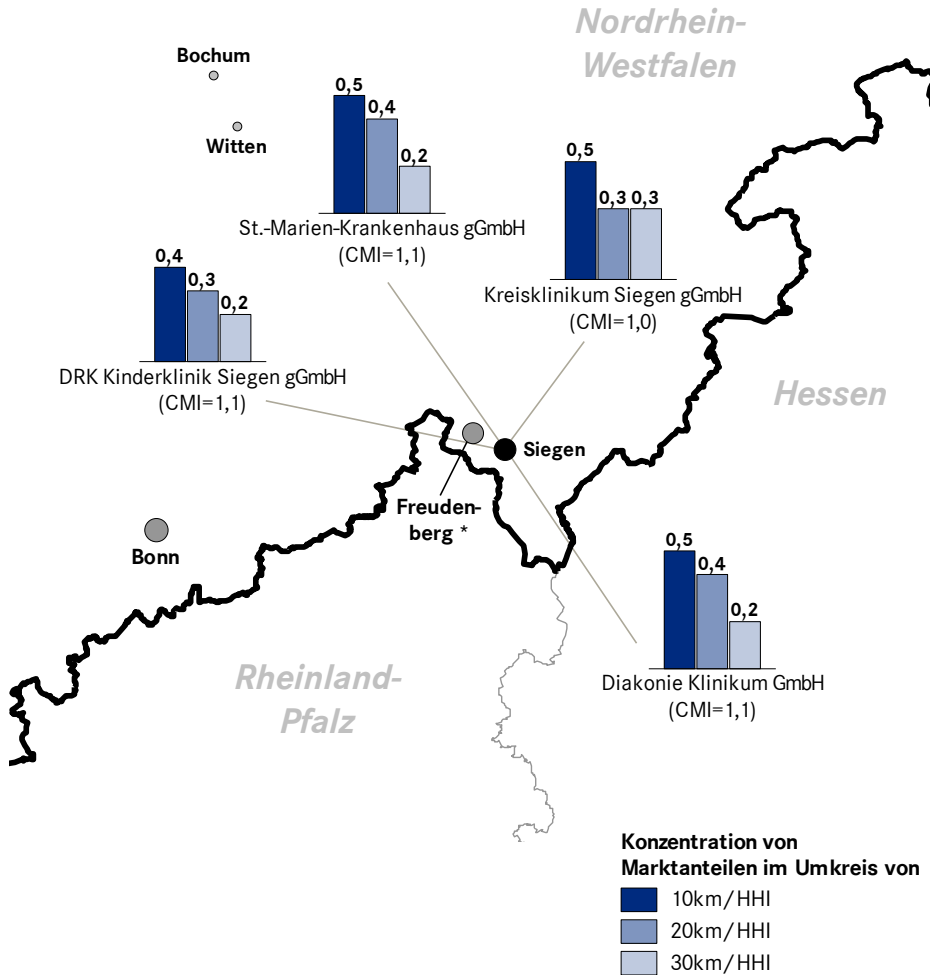 Nordrhein-
Westfalen
Bochum
Witten
0,5
0,4
0,2
St.-Marien-Krankenhaus gGmbH
(CMI=1,1)
0,5
0,3
0,3
Kreisklinikum Siegen gGmbH
(CMI=1,0)
0,4
0,3
0,2
DRK Kinderklinik Siegen gGmbH
(CMI=1,1)
Hessen
Siegen
Freuden-
berg *
Bonn
0,5
0,4
0,2
Diakonie Klinikum GmbH
(CMI=1,1)
Rheinland-
Pfalz
Konzentration von
Marktanteilen im Umkreis von
10km/HHI
20km/HHI
30km/HHI